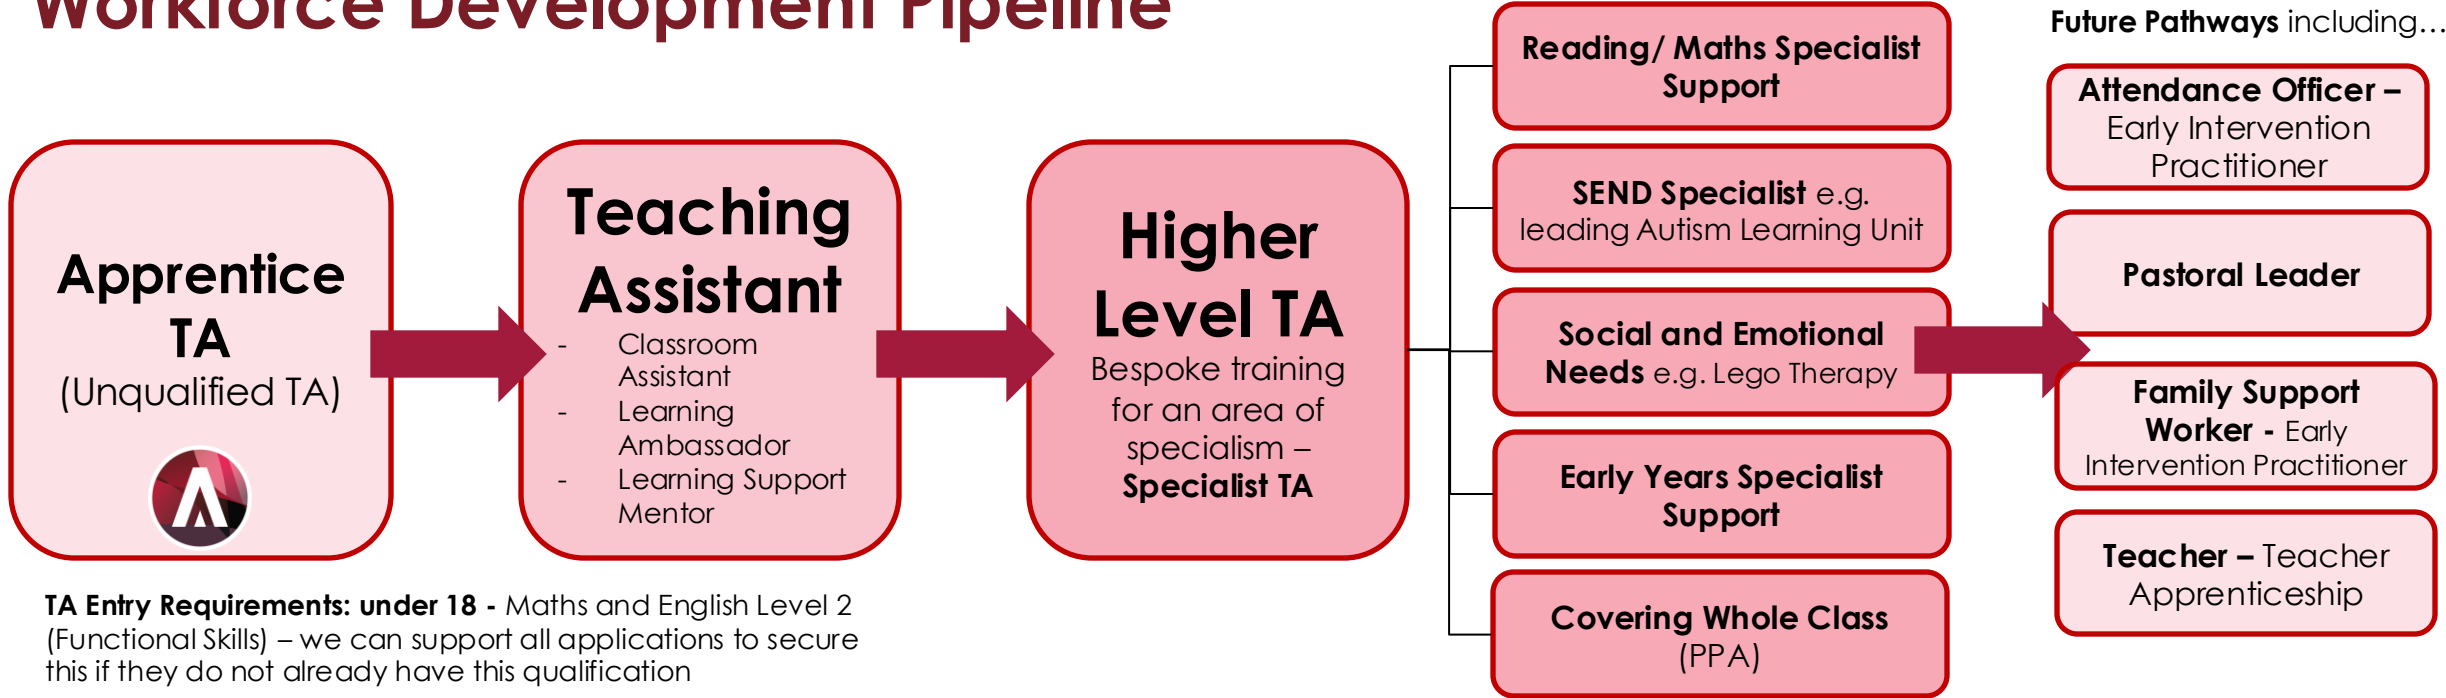 Workforce Development Pipeline
Apprentice
TA
(Unqualified TA)
TA Entry Requirements: under 18 - Maths and English Level 2
(Functional Skills) – we can support all applications to secure
this if they do not already have this qualification
Teaching
Assistant
- Classroom
Assistant
- Learning
Ambassador
- Learning Support
Mentor
Higher
Level TA
Bespoke training
for an area of
specialism –
Specialist TA
Reading/ Maths Specialist
Support
SEND Specialist e.g.
leading Autism Learning Unit
Social and Emotional
Needs e.g. Lego Therapy
Early Years Specialist
Support
Covering Whole Class
(PPA)
Future Pathways including…
Attendance Officer –
Early Intervention
Practitioner
Pastoral Leader
Family Support
Worker - Early
Intervention Practitioner
Teacher – Teacher
Apprenticeship